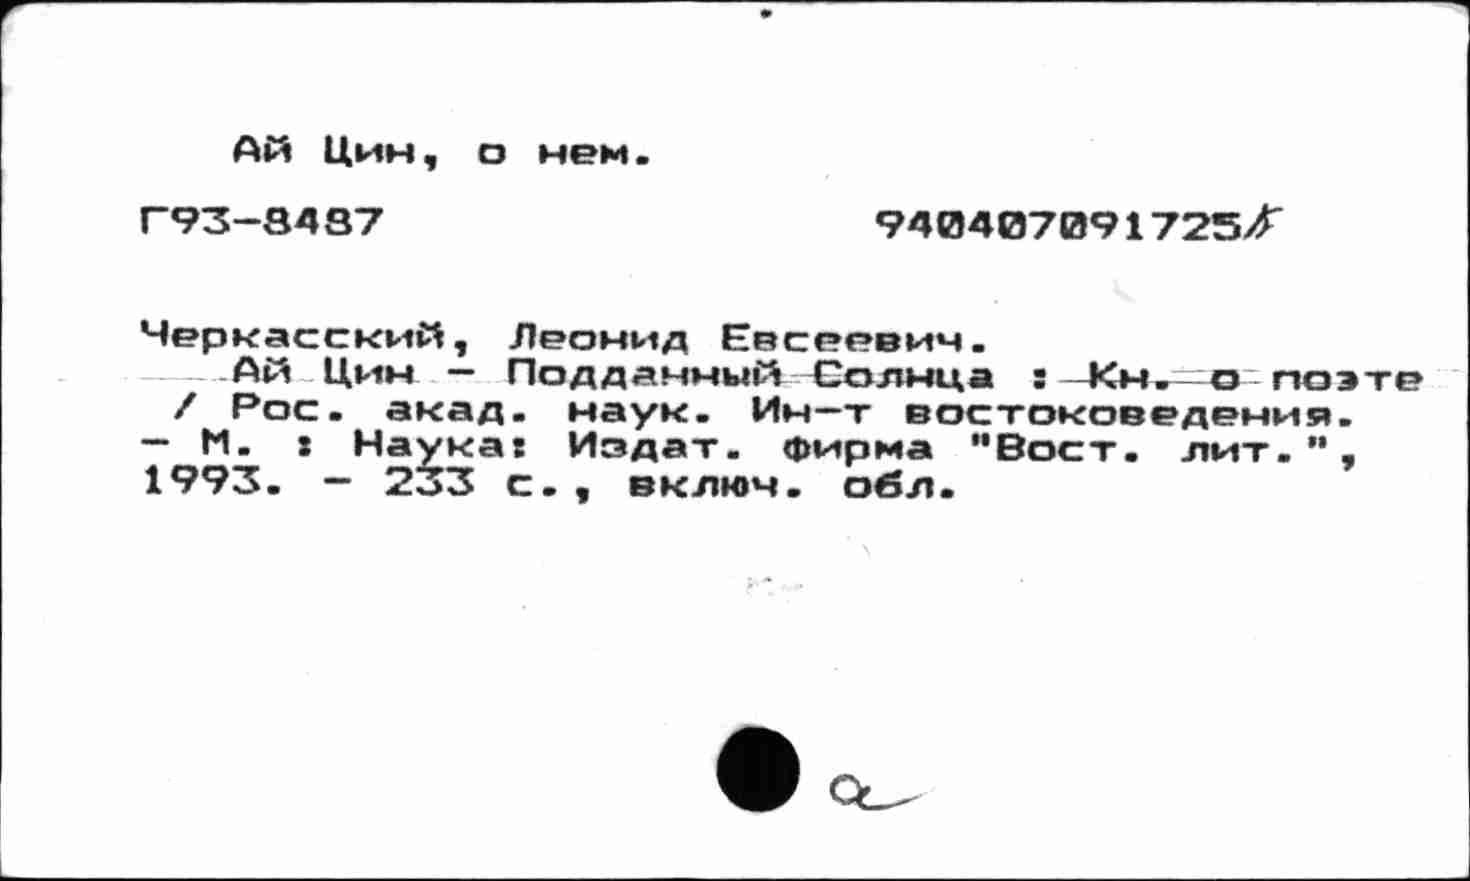 Ай Цин, о нем.
Г93-8487 940407091725
Черкасский, Леонид Евсеевич.
Ай Цин - Подданный Солнца : Кн. о поэте
/ Рос. акад. наук. Ин-т востоковедения.
- М. : Наука: Издат. фирма "Вост. лит.",
1993. - 233 с., включ. обл.
а